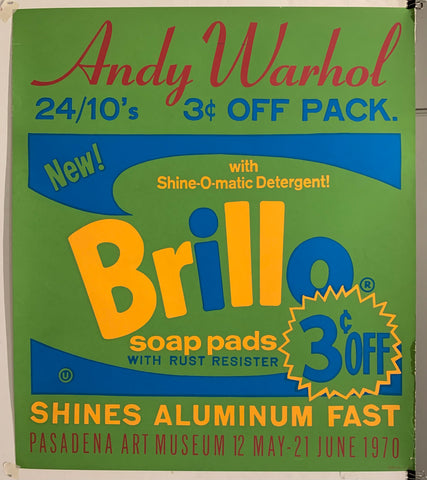 Andy Warhol
24/10's 3¢ OFF PACK.
New!
with
Shine-O-matic Detergent!
Brillo®
soap pads
WITH RUST RESISTER
3¢ OFF
U
SHINES ALUMINUM FAST
PASADENA ART MUSEUM 12 MAY-21 JUNE 1970